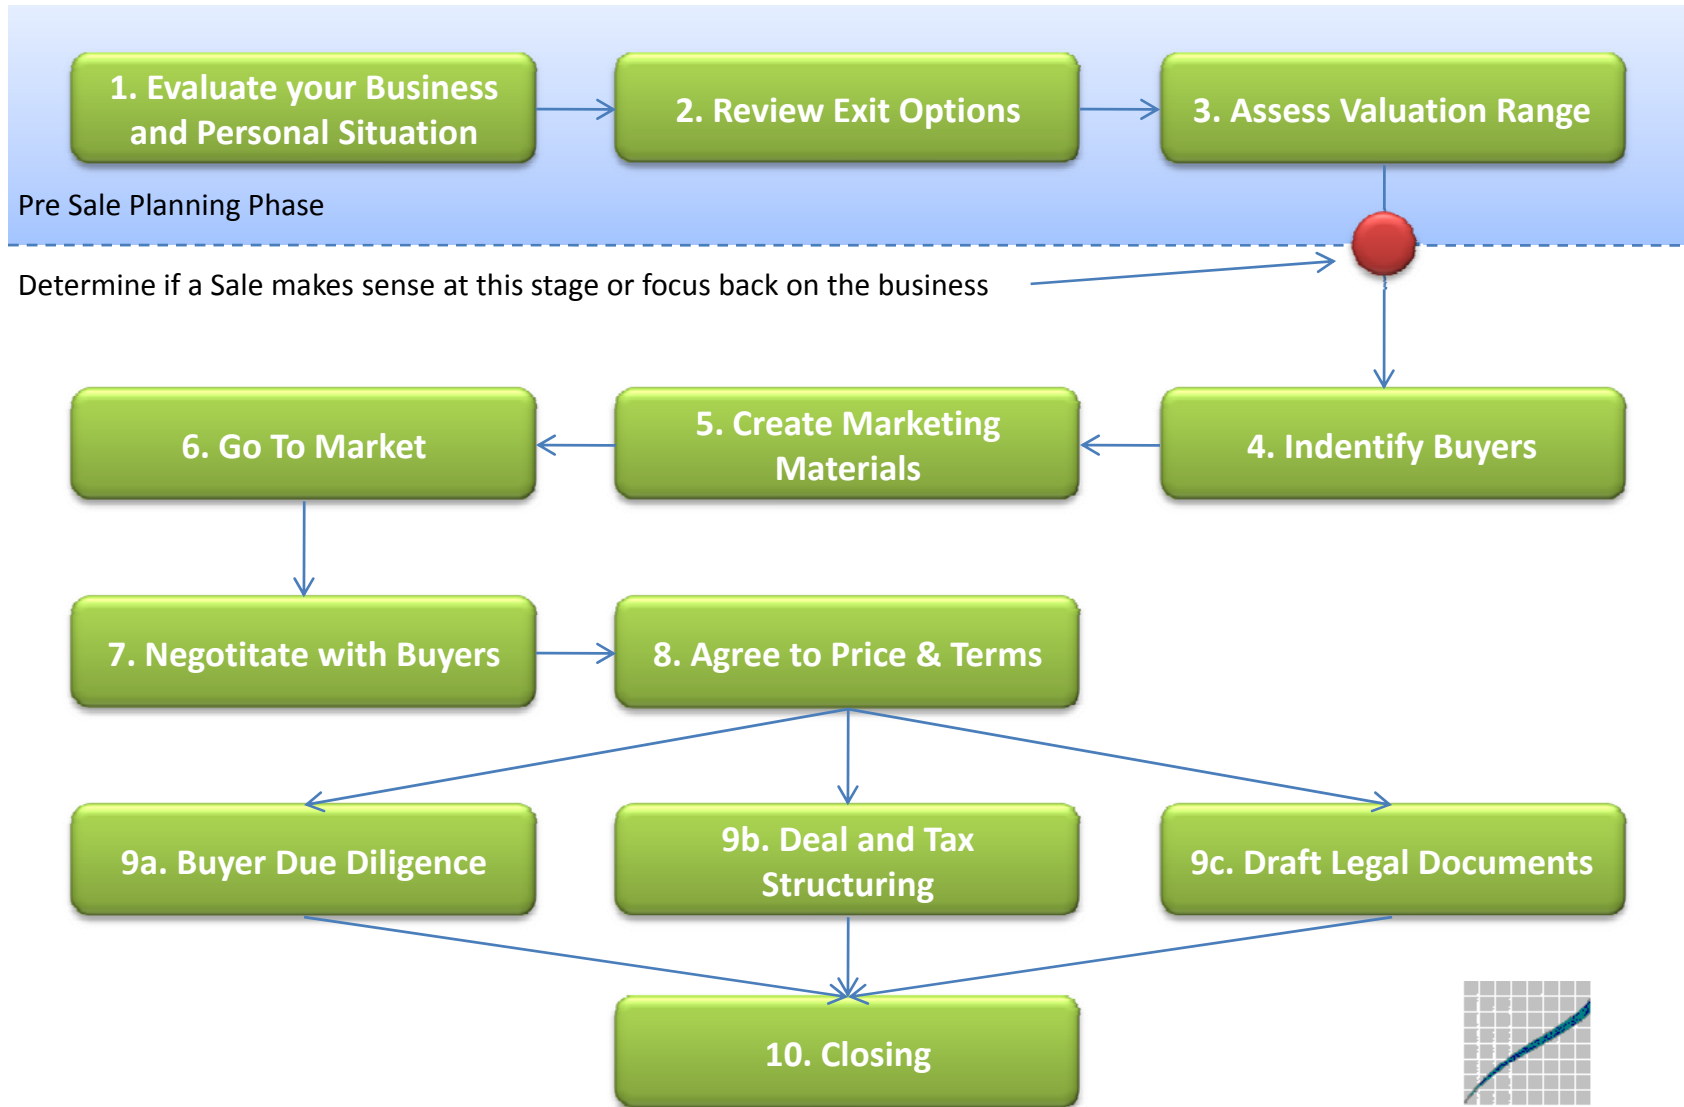 1. Evaluate your Business
and Personal Situation
2. Review Exit Options
3. Assess Valuation Range
Pre Sale Planning Phase
Determine if a Sale makes sense at this stage or focus back on the business
6. Go To Market
5. Create Marketing
Materials
4. Indentify Buyers
7. Negotitate with Buyers
8. Agree to Price & Terms
9a. Buyer Due Diligence
9b. Deal and Tax
Structuring
9c. Draft Legal Documents
10. Closing